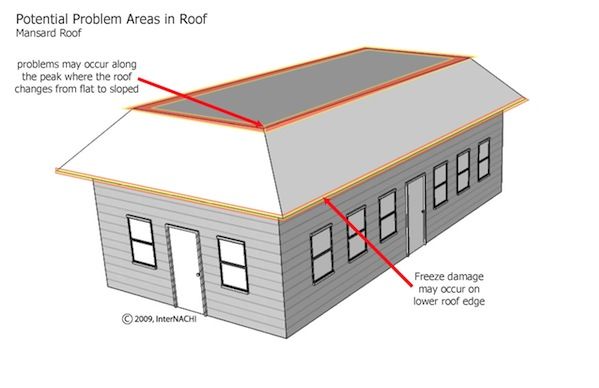 Potential Problem Areas in Roof
Mansard Roof
problems may occur along
the peak where the roof
changes from flat to sloped
Freeze damage
may occur on
lower roof edge
© 2009, InterNACHI